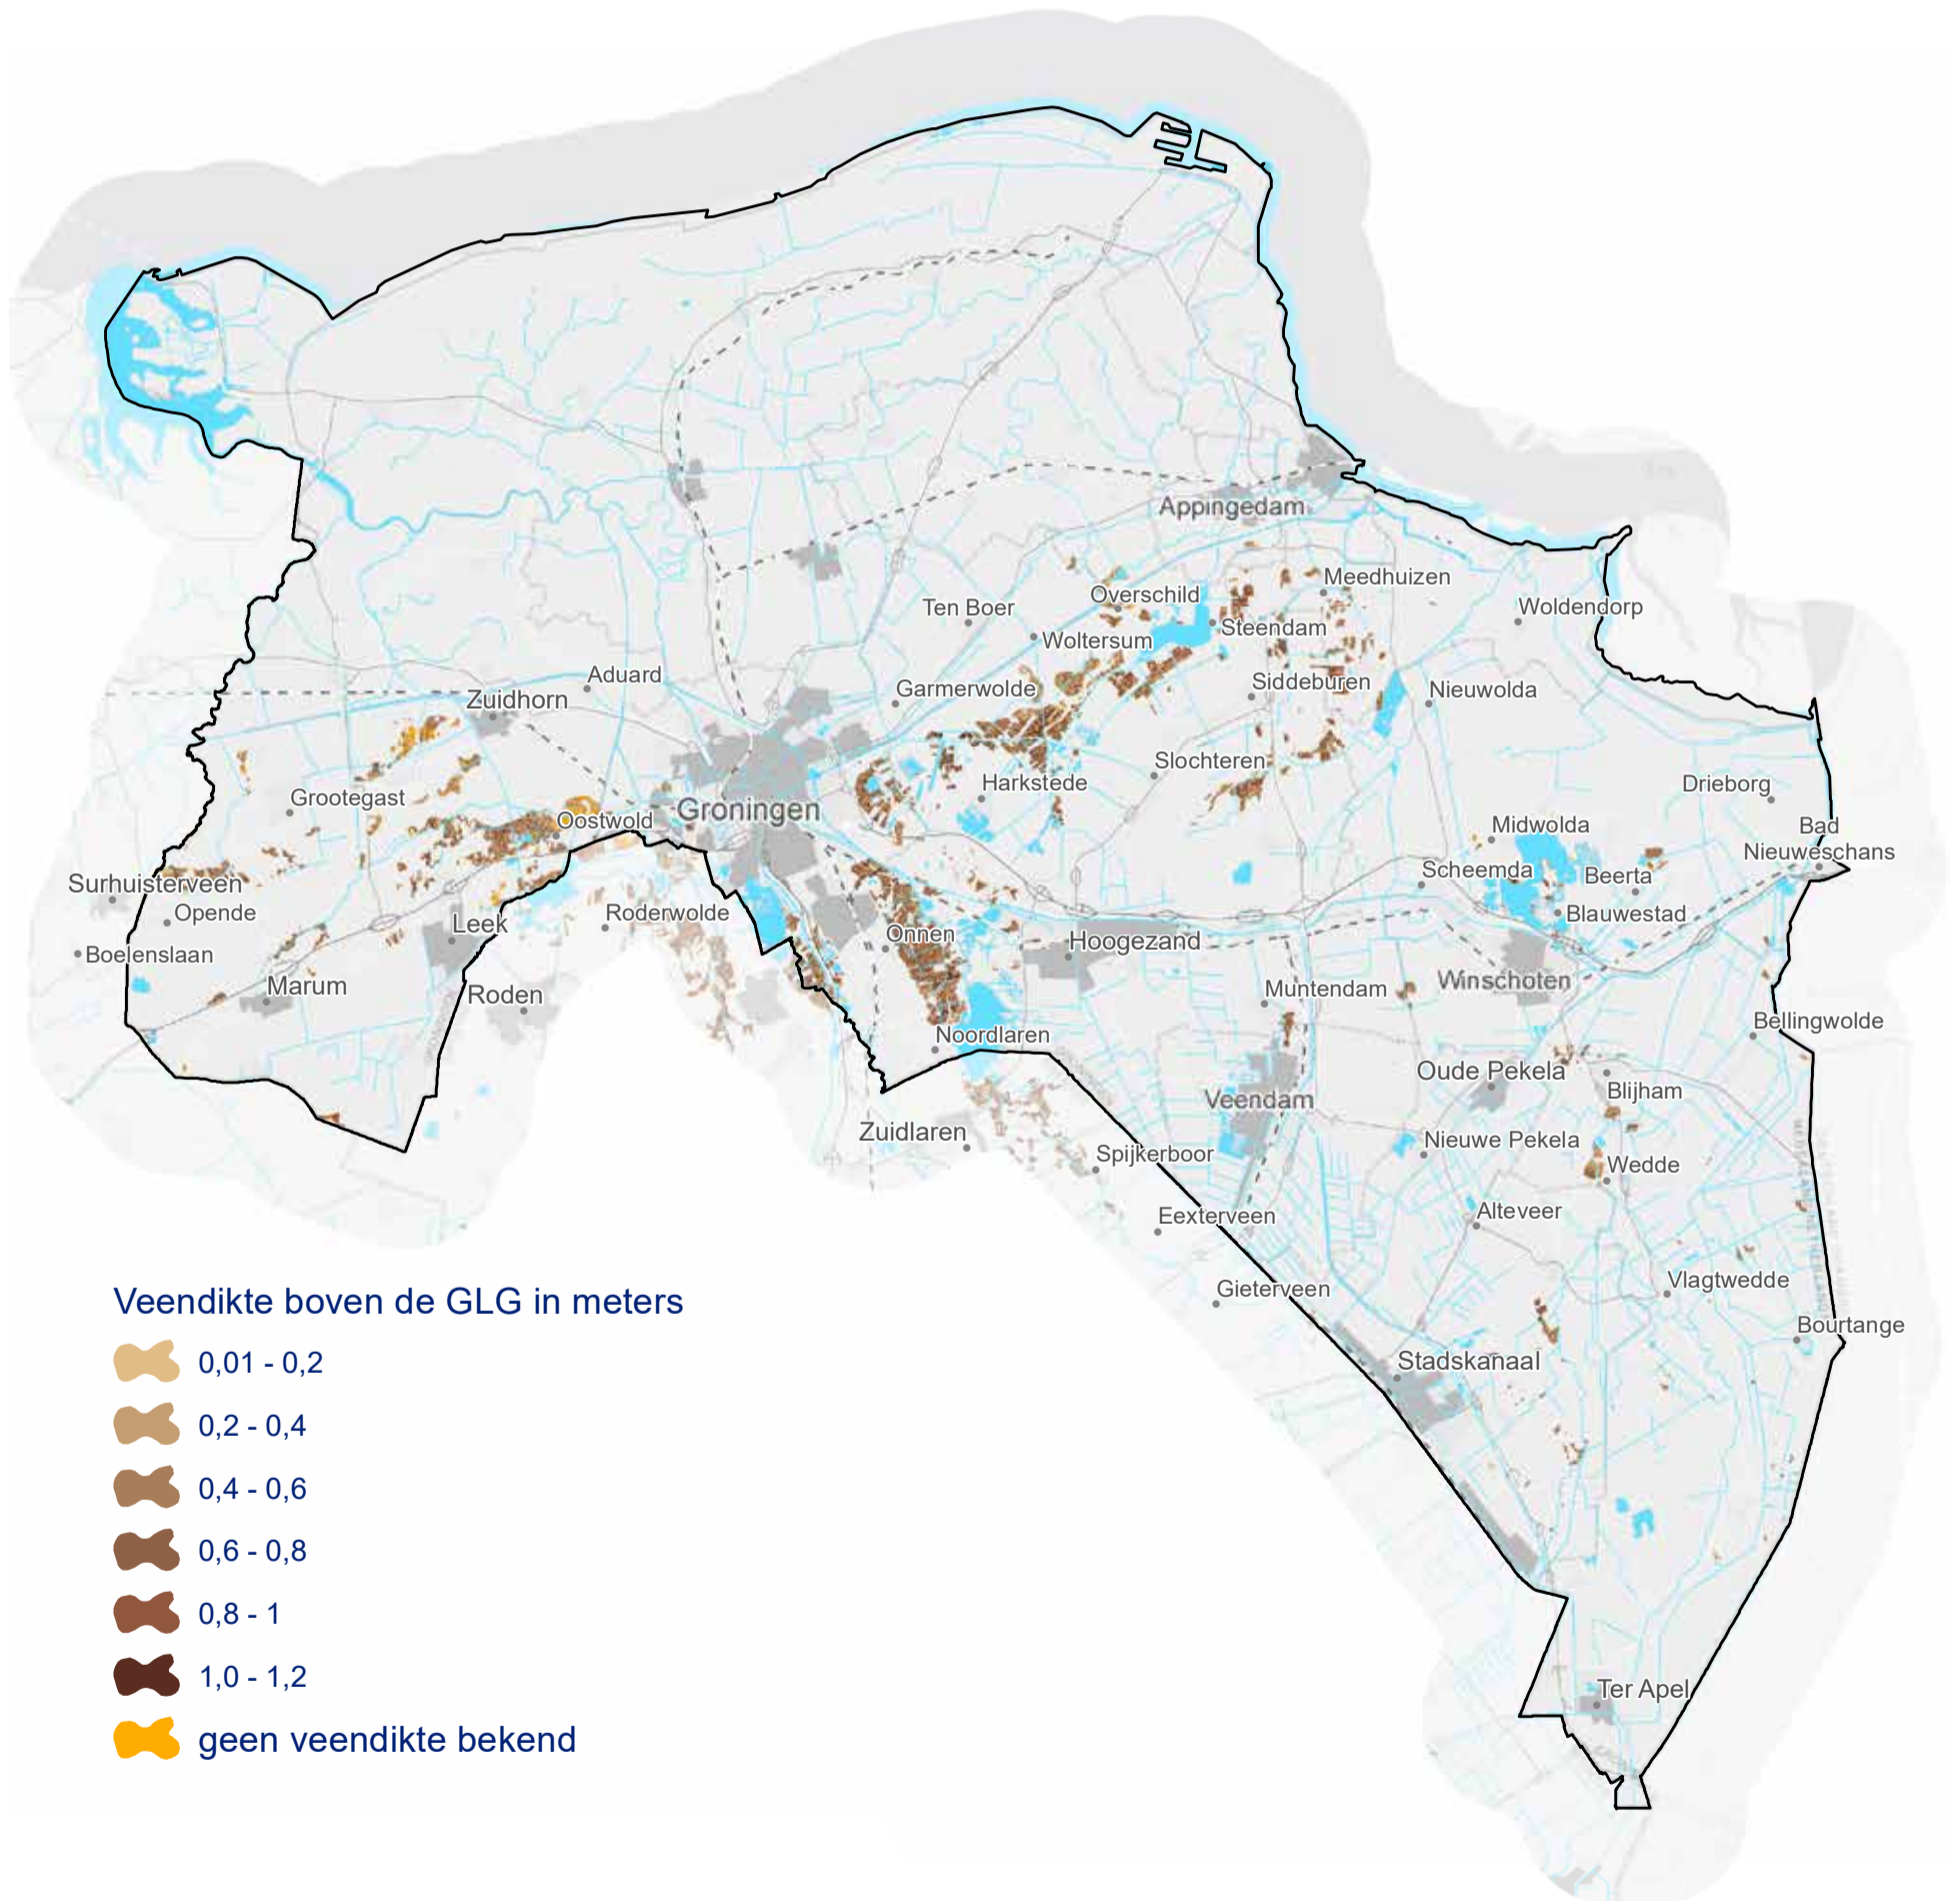 Appingedam
Meedhuizen
Overschild
Ten Boer
Woldendorp
Steendam
Woltersum
Aduard
Siddeburen
Garmerwolde
Nieuwolda
Zuidhorn
Slochteren
Harkstede
Drieborg
Grootegast
Groningen
Oostwold
Midwolda
Bad
Nieuweschans
Scheemda
Beerta
Surhuisterveen
Opende
Roderwolde
Blauwestad
Leek
Onnen
Hoogezand
Boelenslaan
Winschoten
Marum
Roden
Muntendam
Bellingwolde
Noordlaren
Oude Pekela
Blijham
Veendam
Zuidlaren
Nieuwe Pekela
Spijkerboor
Wedde
Alteveer
Eexterveen
Vlagtwedde
Gieterveen
Bourtange
Stadskanaal
Ter Apel
Veendikte boven de GLG in meters
0,01 - 0,2
0,2 - 0,4
0,4 - 0,6
0,6 - 0,8
0,8 - 1
1,0 - 1,2
geen veendikte bekend